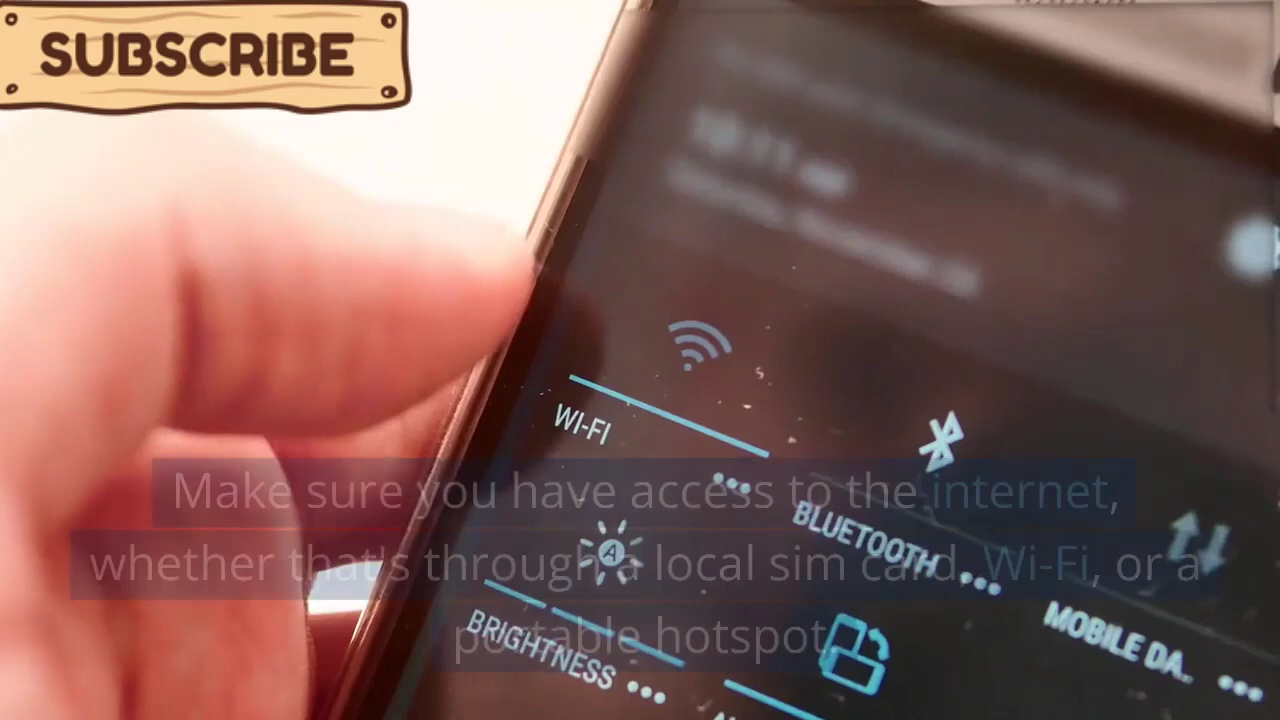 SUBSCRIBE
WI-FI
Make sure you have access to the internet,
BLUETOOTH
whether that's through a local sim card, Wi-Fi, or a
MOBILE DA..
BRIGHTNESS
portable hotspot.